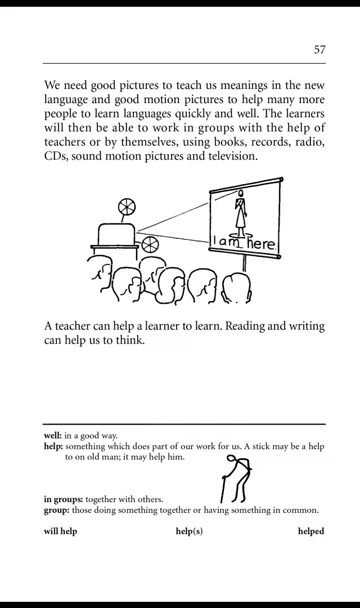 57
We need good pictures to teach us meanings in the new
language and good motion pictures to help many more
people to learn languages quickly and well. The learners
will then be able to work in groups with the help of
teachers or by themselves, using books, records, radio,
CDs, sound motion pictures and television.
I am here.
A teacher can help a learner to learn. Reading and writing
can help us to think.
well: in a good way.
help: something which does part of our work for us. A stick may be a help
to on old man; it may help him.
in groups: together with others.
group: those doing something together or having something in common.
will help help(s) helped